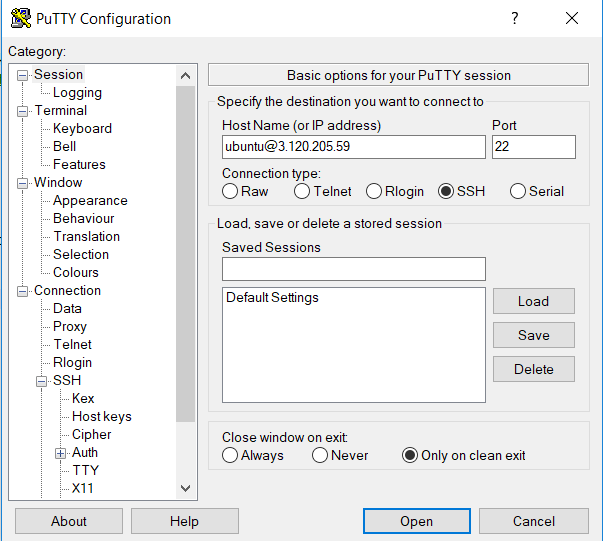 PuTTY Configuration
?
Category:
Session
Logging
Terminal
Keyboard
Bell
Features
Window
Appearance
Behaviour
Translation
Selection
Colours
Connection
Data
Proxy
Telnet
Rlogin
SSH
Kex
Host keys
Cipher
Auth
TTY
X11
Basic options for your PuTTY session
Specify the destination you want to connect to
Host Name (or IP address) Port
ubuntu@3.120.205.59 22
Connection type:
Raw Telnet Rlogin SSH Serial
Load, save or delete a stored session
Saved Sessions
Default Settings
Load
Save
Delete
Close window on exit:
Always Never Only on clean exit
About Help Open Cancel